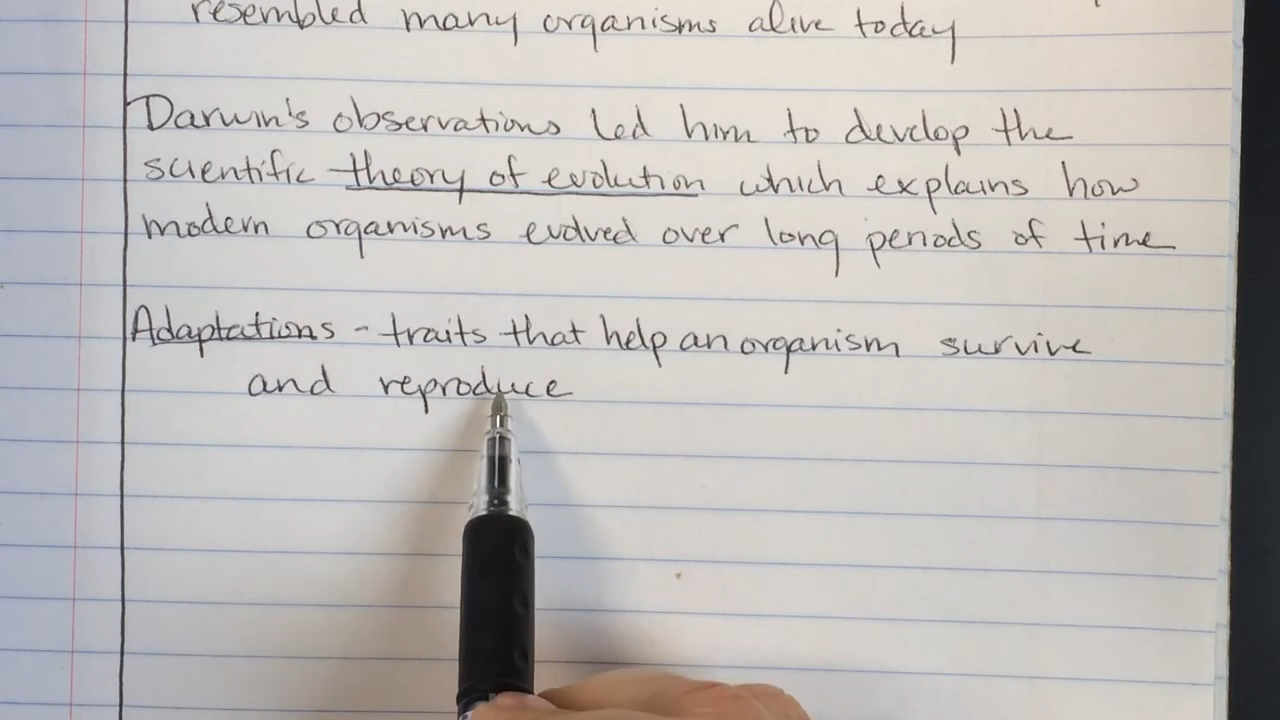 resembled many organisms alive today
Darwin's observations led him to develop the
scientific theory of evolution which explains how
modern organisms evolved over long periods of time
Adaptations - traits that help an organism survive
and reproduce